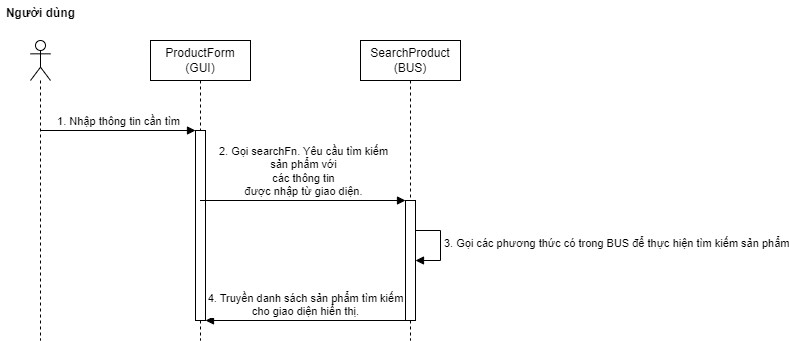 Người dùng
ProductForm
(GUI)
SearchProduct
(BUS)
1. Nhập thông tin cần tìm
2. Gọi searchFn. Yêu cầu tìm kiếm
sản phẩm với
các thông tin
được nhập từ giao diện.
3. Gọi các phương thức có trong BUS để thực hiện tìm kiếm sản phẩm
4. Truyền danh sách sản phẩm tìm kiếm
cho giao diện hiển thị.